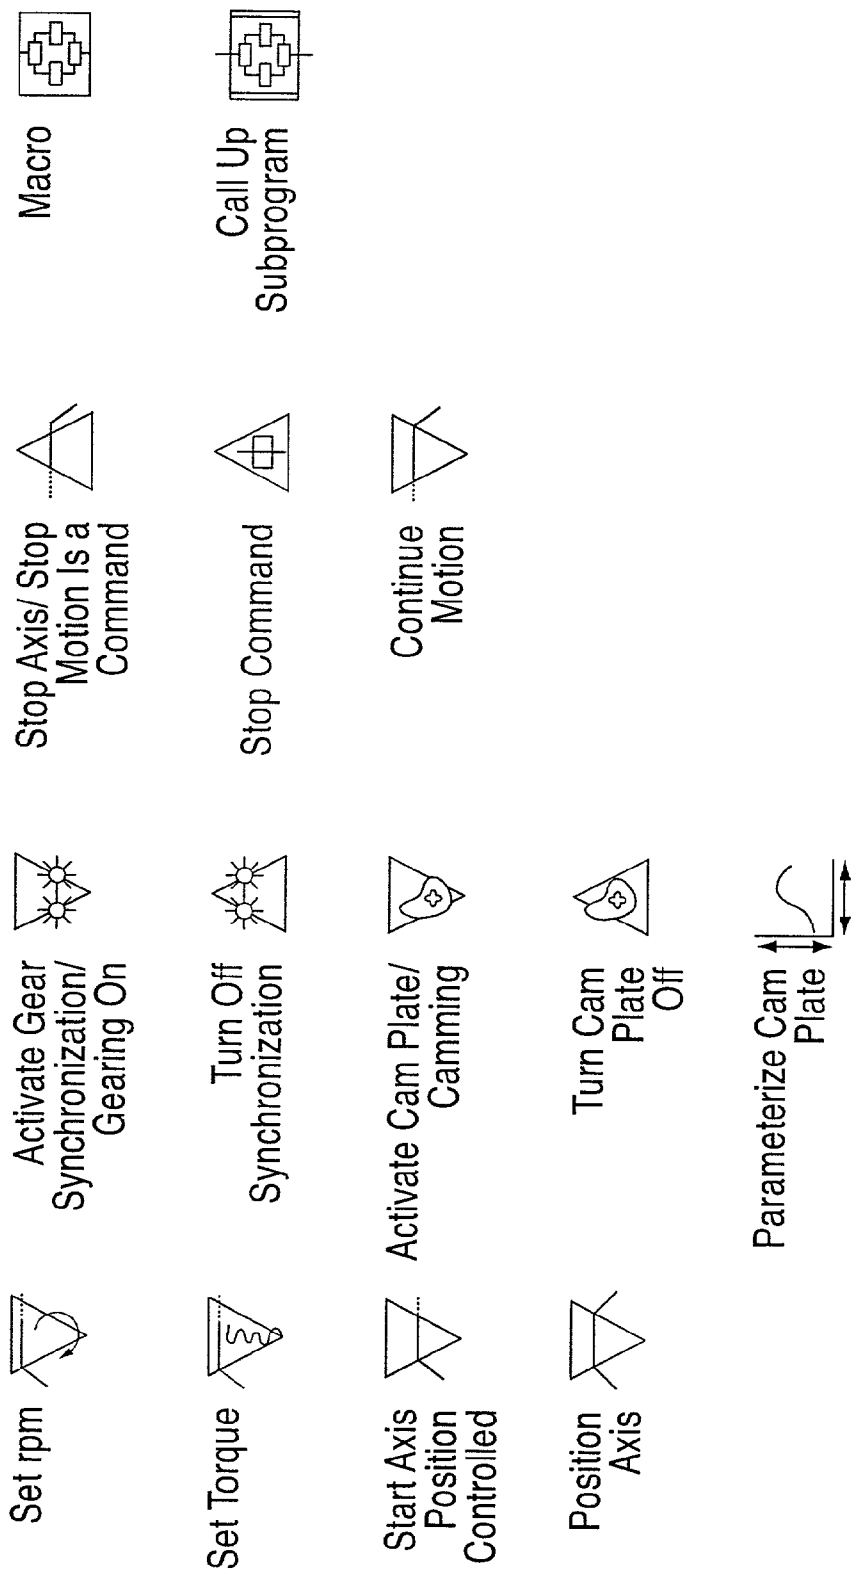 Set rpm
Set Torque
Start Axis
Position
Controlled
Position
Axis
Activate Gear
Synchronization/
Gearing On
Turn Off
Synchronization
Activate Cam Plate/
Camming
Turn Cam
Plate
Off
Parameterize Cam
Plate
Stop Axis/ Stop
Motion Is a
Command
Stop Command
Continue
Motion
Macro
Call Up
Subprogram